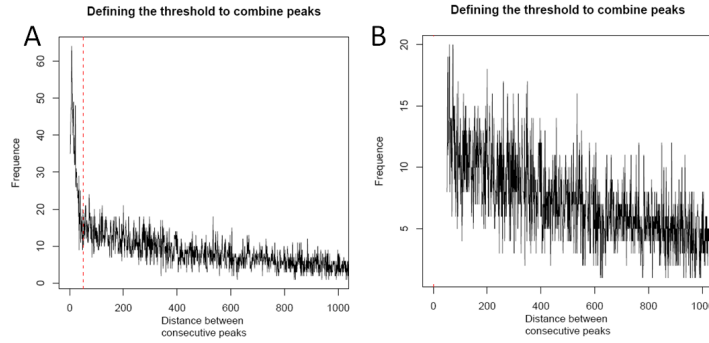 Defining the threshold to combine peaks
A
Frequence
60
50
40
30
20
10
0
0 200 400 600 800 1000
Distance between
consecutive peaks
Defining the threshold to combine peaks
B
Frequence
20
15
10
5
0 200 400 600 800 1000
Distance between
consecutive peaks